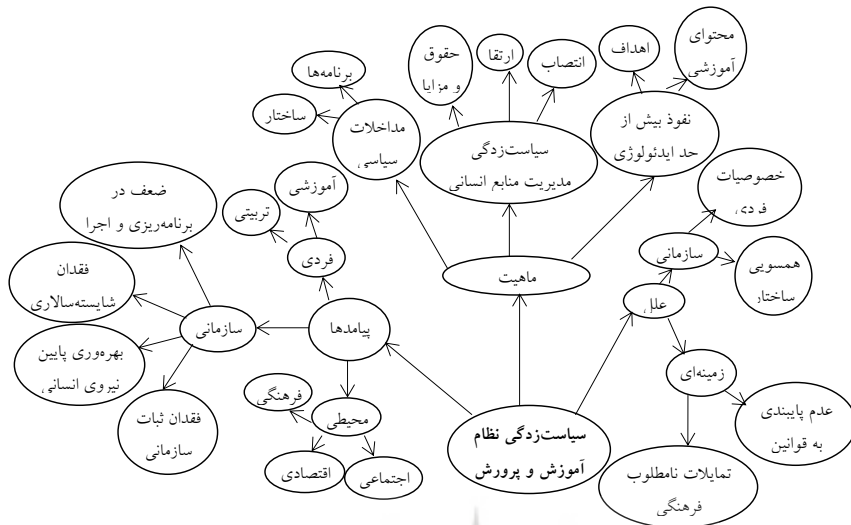 محتوای
آموزشی
اهداف
انتصاب
ارتقا
حقوق
و مزایا
برنامه‌ها
ساختار
مداخلات
سیاسی
سیاست‌زدگی
مدیریت منابع انسانی
نفوذ بیش از
حد ایدئولوژی
خصوصیات
فردی
سازمانی
همسویی
ساختار
علل
ماهیت
آموزشی
تربیتی
فردی
ضعف در
برنامه‌ریزی و اجرا
فقدان
شایسته‌سالاری
سازمانی
پیامدها
بهره‌وری پایین
نیروی انسانی
فقدان ثبات
سازمانی
فرهنگی
محیطی
اقتصادی
اجتماعی
سیاست‌زدگی نظام
آموزش و پرورش
زمینه‌ای
عدم پایبندی
به قوانین
تمایلات نامطلوب
فرهنگی